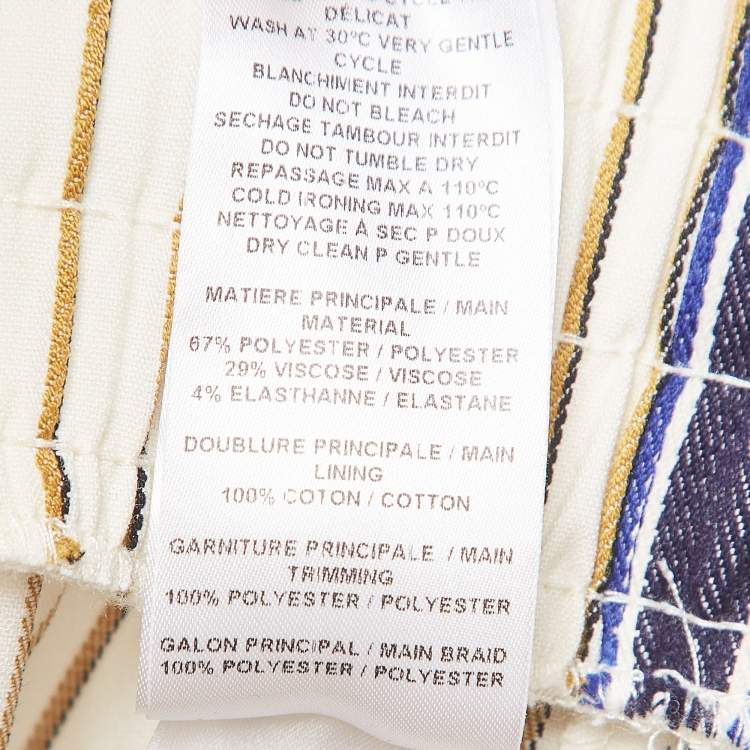 DÉLICAT
WASH AT 30°C VERY GENTLE
CYCLE
BLANCHIMENT INTERDIT
DO NOT BLEACH
SECHAGE TAMBOUR INTERDIT
DO NOT TUMBLE DRY
REPASSAGE MAX A 110°C
COLD IRONING MAX 110°C
NETTOYAGE À SEC P DOUX
DRY CLEAN P GENTLE
MATIERE PRINCIPALE / MAIN
MATERIAL
67% POLYESTER / POLYESTER
29% VISCOSE / VISCOSE
4% ELASTHANNE / ELASTANE
DOUBLURE PRINCIPALE / MAIN
LINING
100% COTON / COTTON
GARNITURE PRINCIPALE / MAIN
TRIMMING
100% POLYESTER / POLYESTER
GALON PRINCIPAL / MAIN BRAID
100% POLYESTER / POLYESTER